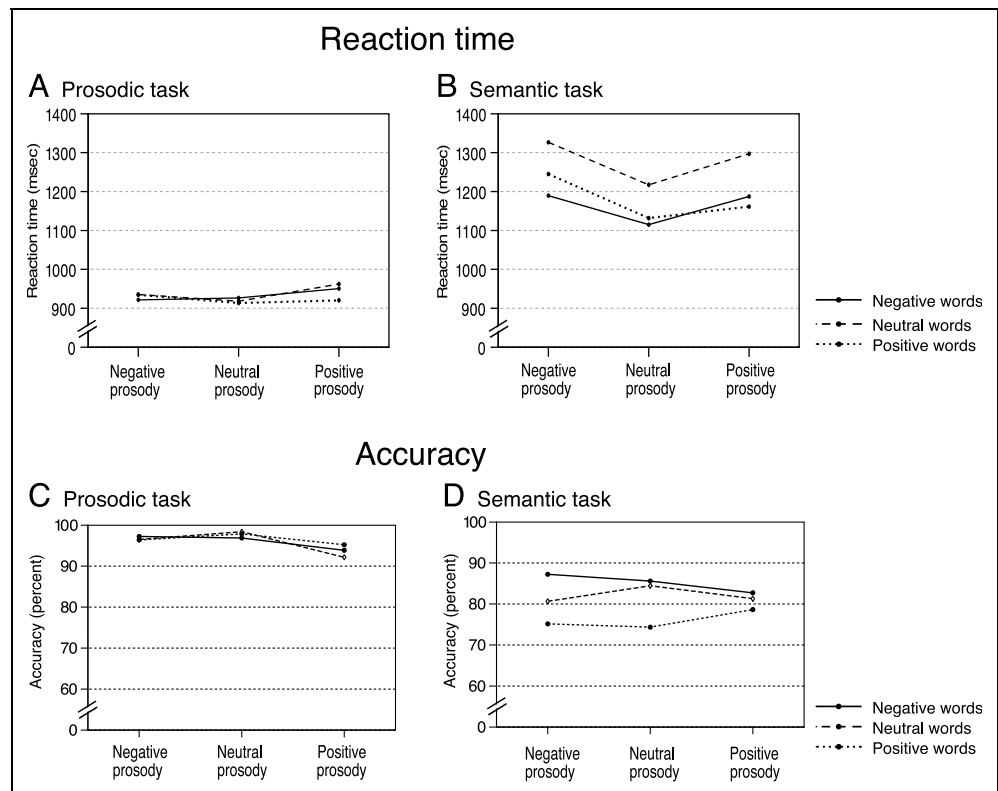 Reaction time
A Prosodic task
Reaction time (msec)
1400
1300
1200
1100
1000
900
0
Negative
prosody
Neutral
prosody
Positive
prosody
B Semantic task
Reaction time (msec)
1400
1300
1200
1100
1000
900
0
Negative
prosody
Neutral
prosody
Positive
prosody
Negative words
Neutral words
Positive words
Accuracy
C Prosodic task
Accuracy (percent)
100
90
80
70
60
0
Negative
prosody
Neutral
prosody
Positive
prosody
D Semantic task
Accuracy (percent)
100
90
80
70
60
0
Negative
prosody
Neutral
prosody
Positive
prosody
Negative words
Neutral words
Positive words